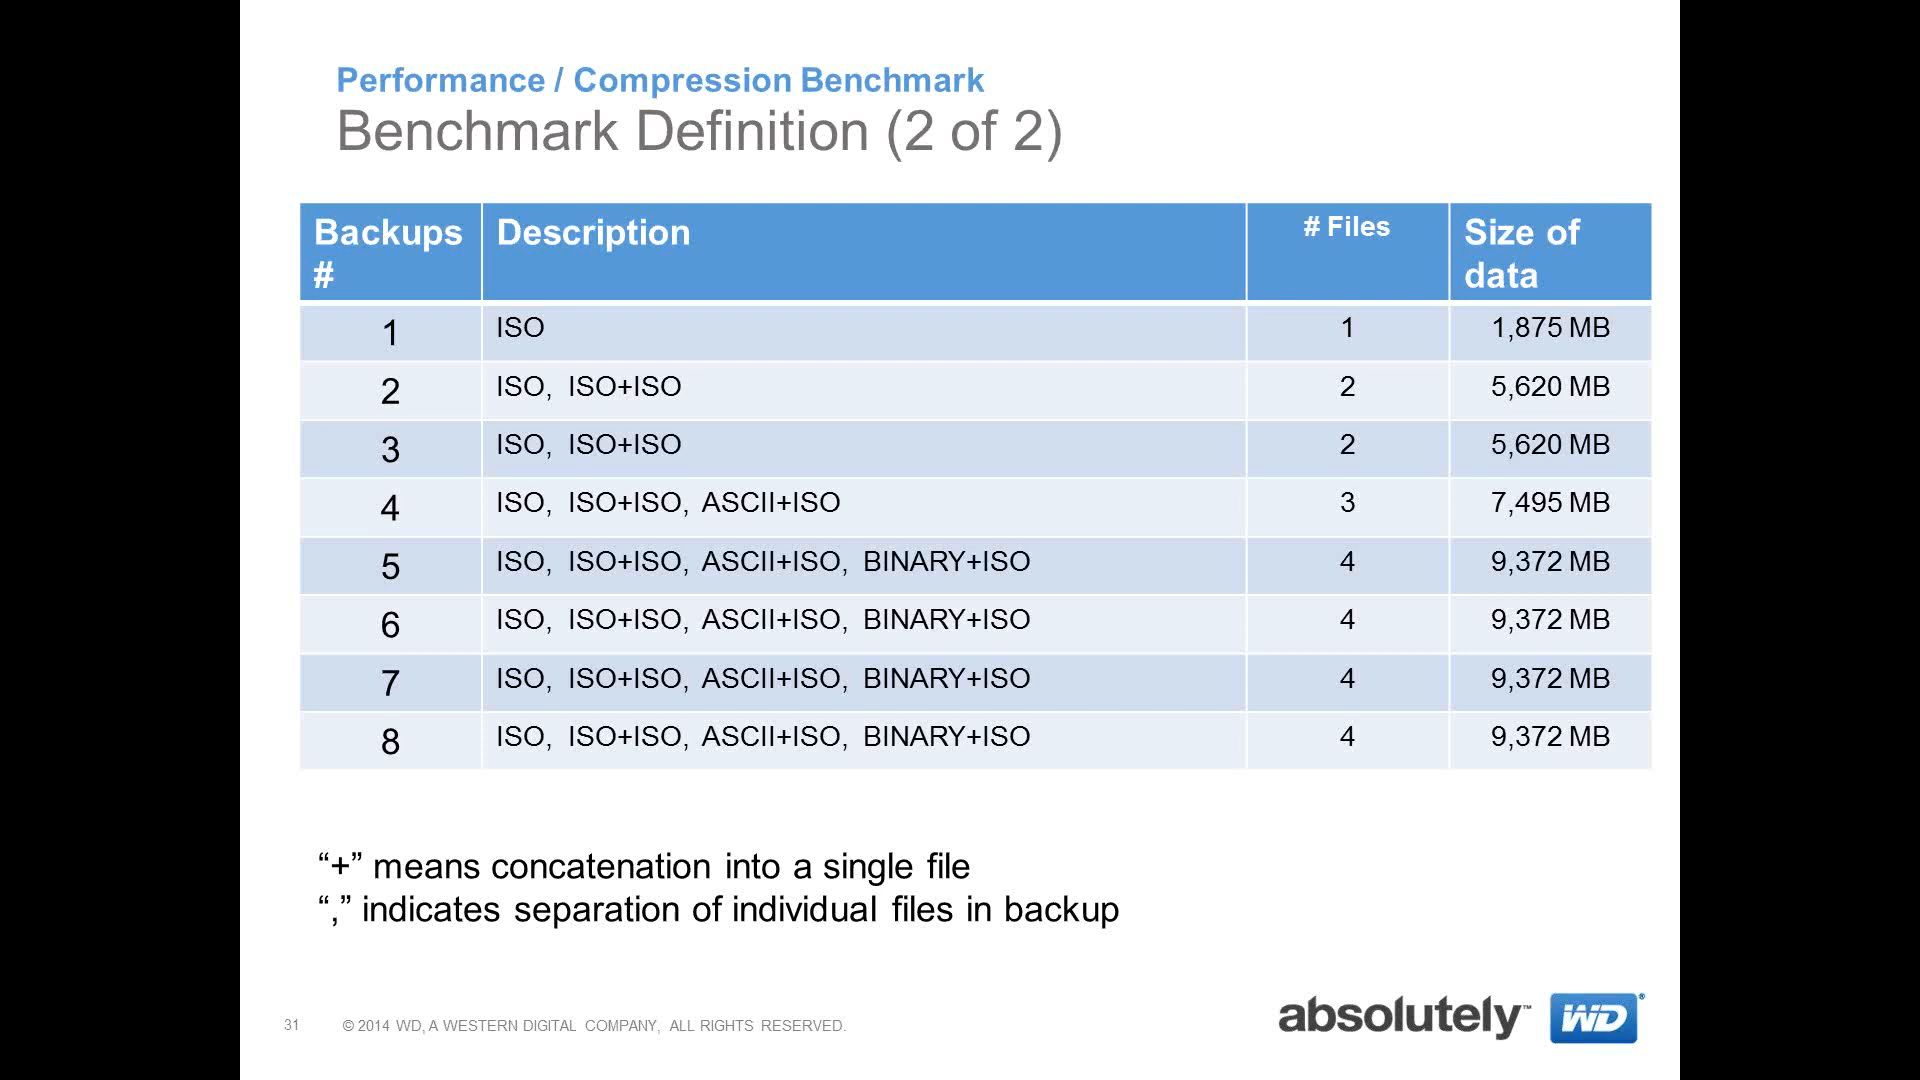 Performance / Compression Benchmark
Benchmark Definition (2 of 2)
Backups # Description # Files Size of data
1 ISO 1 1,875 MB
2 ISO, ISO+ISO 2 5,620 MB
3 ISO, ISO+ISO 2 5,620 MB
4 ISO, ISO+ISO, ASCII+ISO 3 7,495 MB
5 ISO, ISO+ISO, ASCII+ISO, BINARY+ISO 4 9,372 MB
6 ISO, ISO+ISO, ASCII+ISO, BINARY+ISO 4 9,372 MB
7 ISO, ISO+ISO, ASCII+ISO, BINARY+ISO 4 9,372 MB
8 ISO, ISO+ISO, ASCII+ISO, BINARY+ISO 4 9,372 MB
“+” means concatenation into a single file
“,” indicates separation of individual files in backup
31 © 2014 WD, A WESTERN DIGITAL COMPANY, ALL RIGHTS RESERVED.
absolutely™ WD®